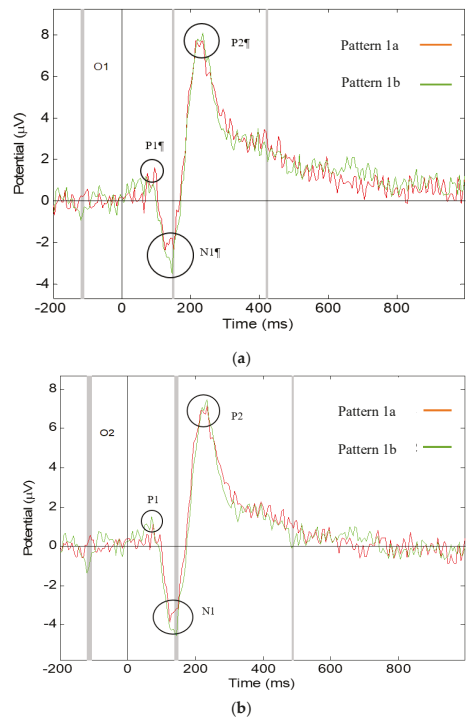 8
O1
P2¶
Pattern 1a
6
Pattern 1b
4
P1¶
2
0
-2
N1¶
-4
Potential (µV)
-200 0 200 400 600 800
Time (ms)
(a)
8
O2
P2
Pattern 1a
6
Pattern 1b
4
P1
2
0
-2
N1
-4
Potential (µV)
-200 0 200 400 600 800
Time (ms)
(b)